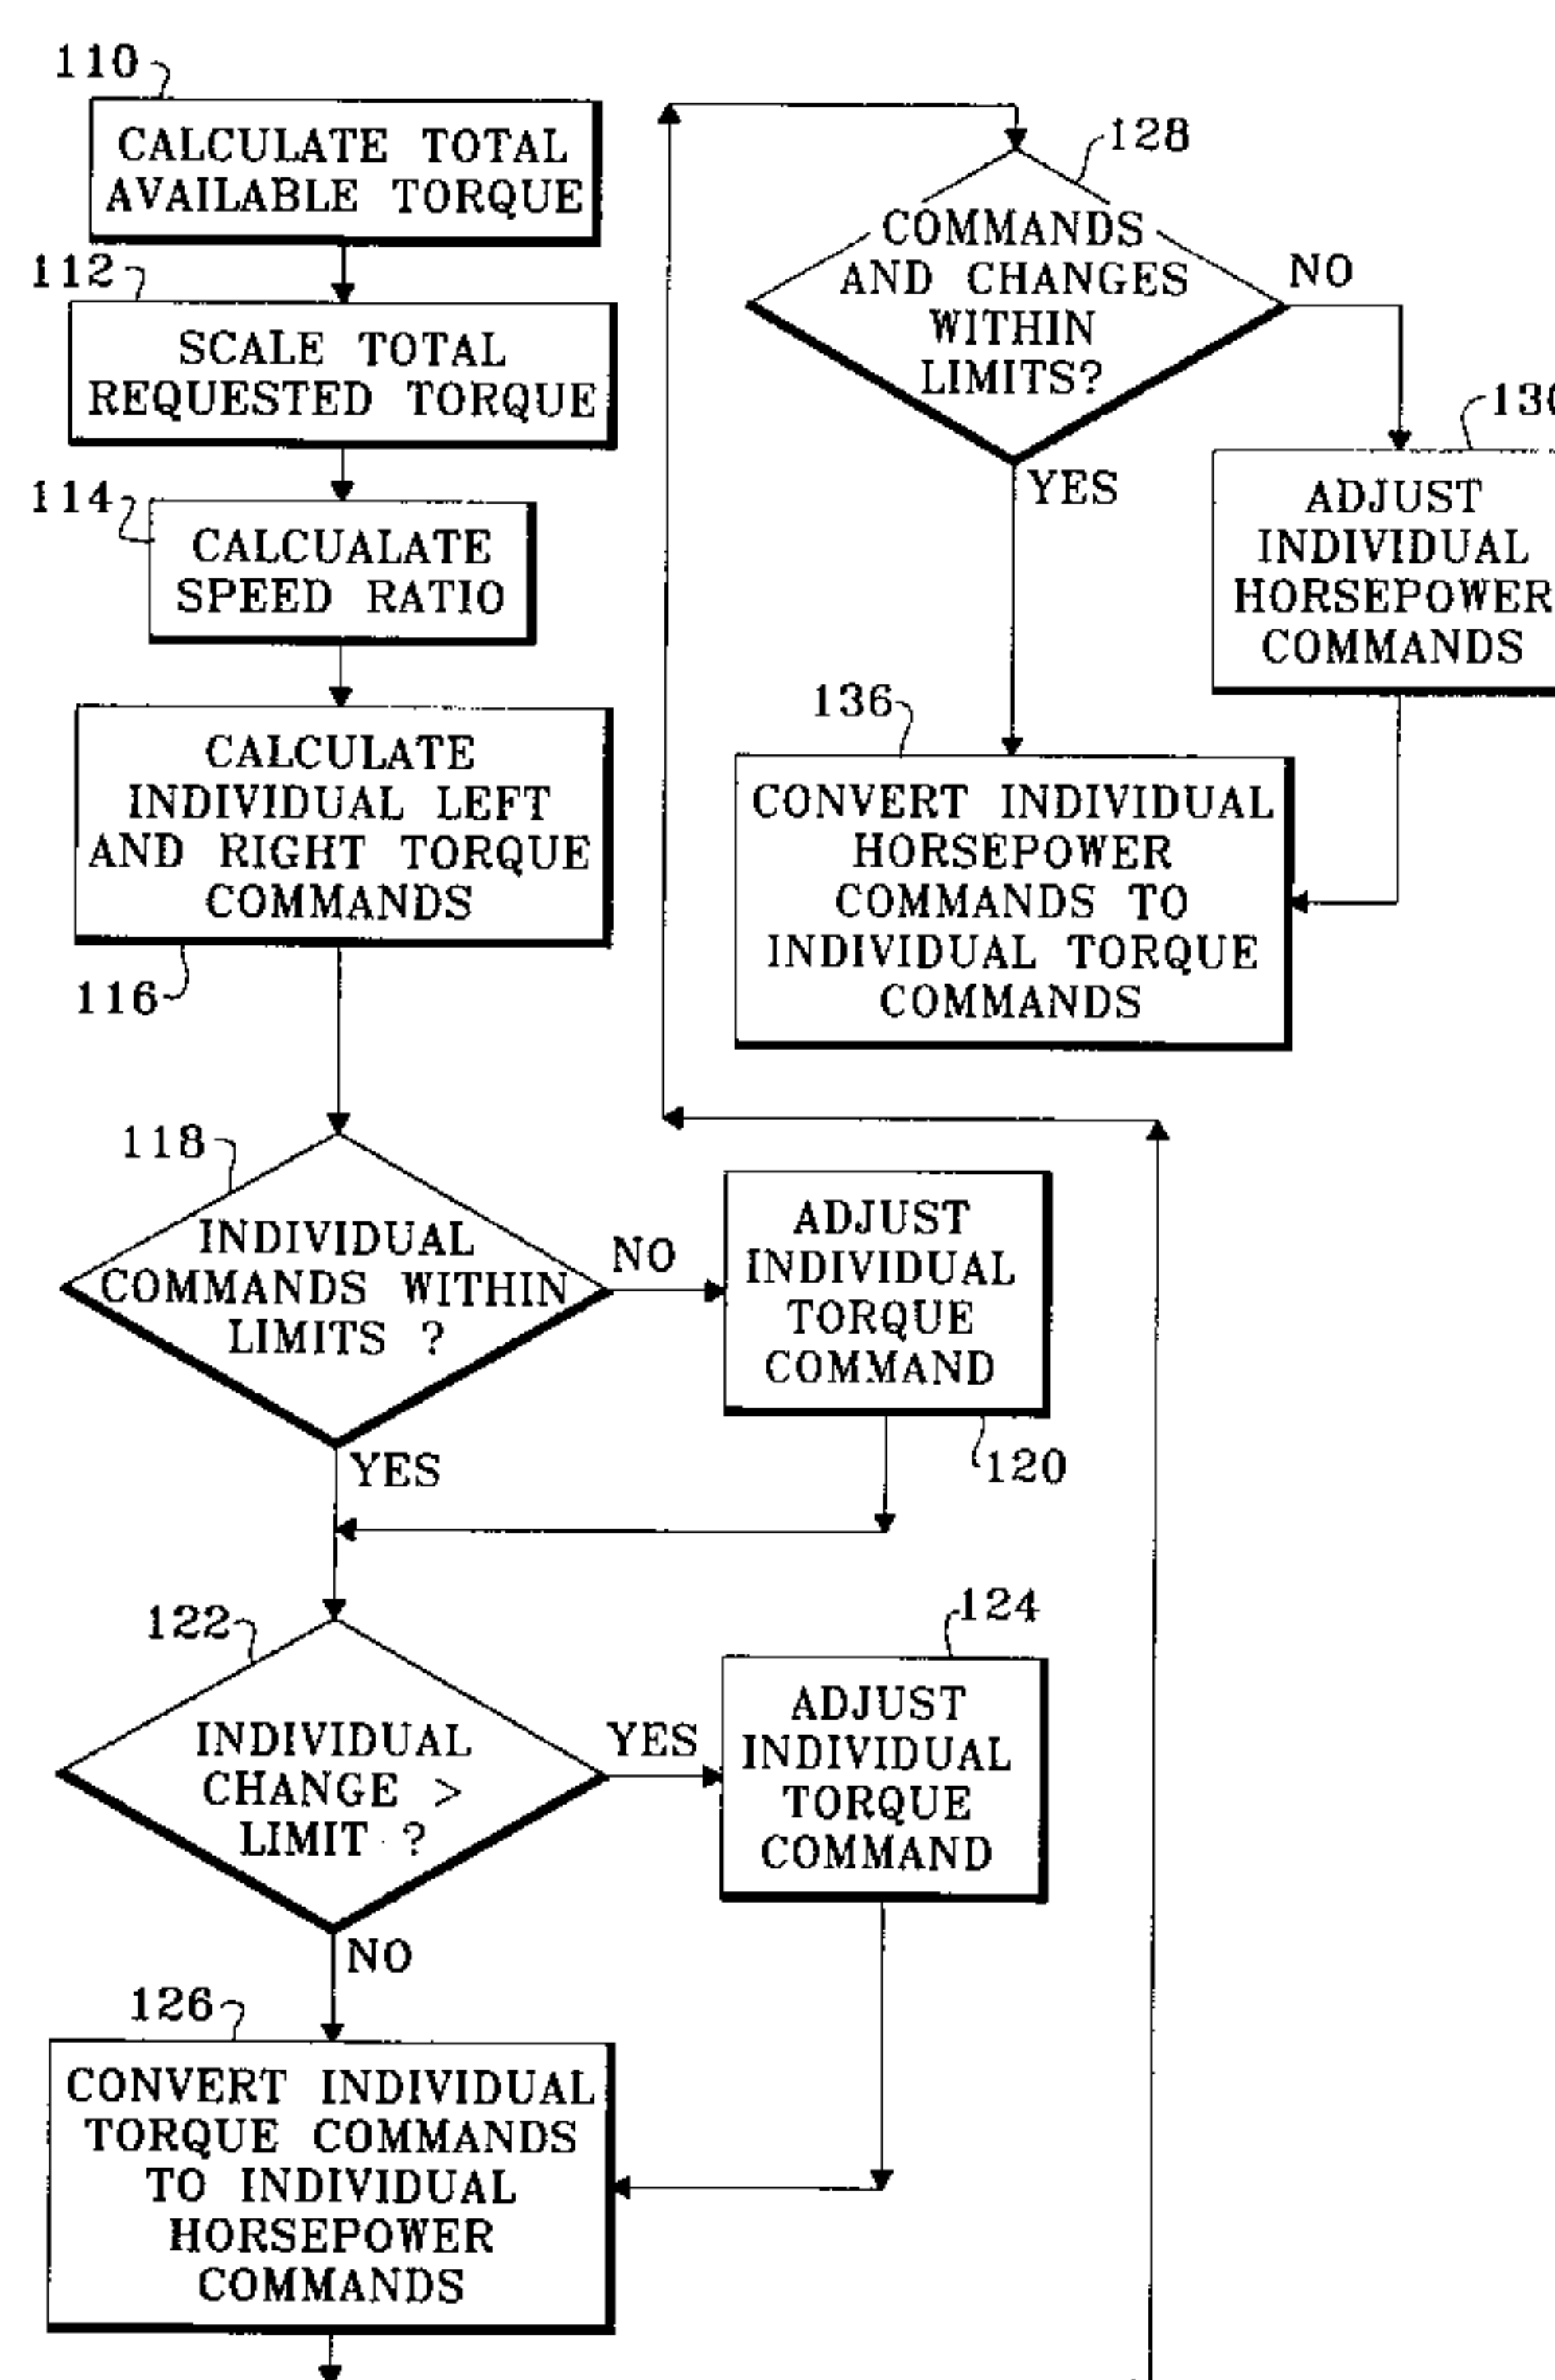 110
CALCULATE TOTAL
AVAILABLE TORQUE
112
SCALE TOTAL
REQUESTED TORQUE
114
CALCUALATE
SPEED RATIO
CALCULATE
INDIVIDUAL LEFT
AND RIGHT TORQUE
COMMANDS
116
118
INDIVIDUAL
COMMANDS WITHIN
LIMITS ?
NO
YES
ADJUST
INDIVIDUAL
TORQUE
COMMAND
120
122
INDIVIDUAL
CHANGE >
LIMIT ?
YES
NO
124
ADJUST
INDIVIDUAL
TORQUE
COMMAND
126
CONVERT INDIVIDUAL
TORQUE COMMANDS
TO INDIVIDUAL
HORSEPOWER
COMMANDS
128
COMMANDS
AND CHANGES
WITHIN
LIMITS?
NO
YES
130
ADJUST
INDIVIDUAL
HORSEPOWER
COMMANDS
136
CONVERT INDIVIDUAL
HORSEPOWER
COMMANDS TO
INDIVIDUAL TORQUE
COMMANDS